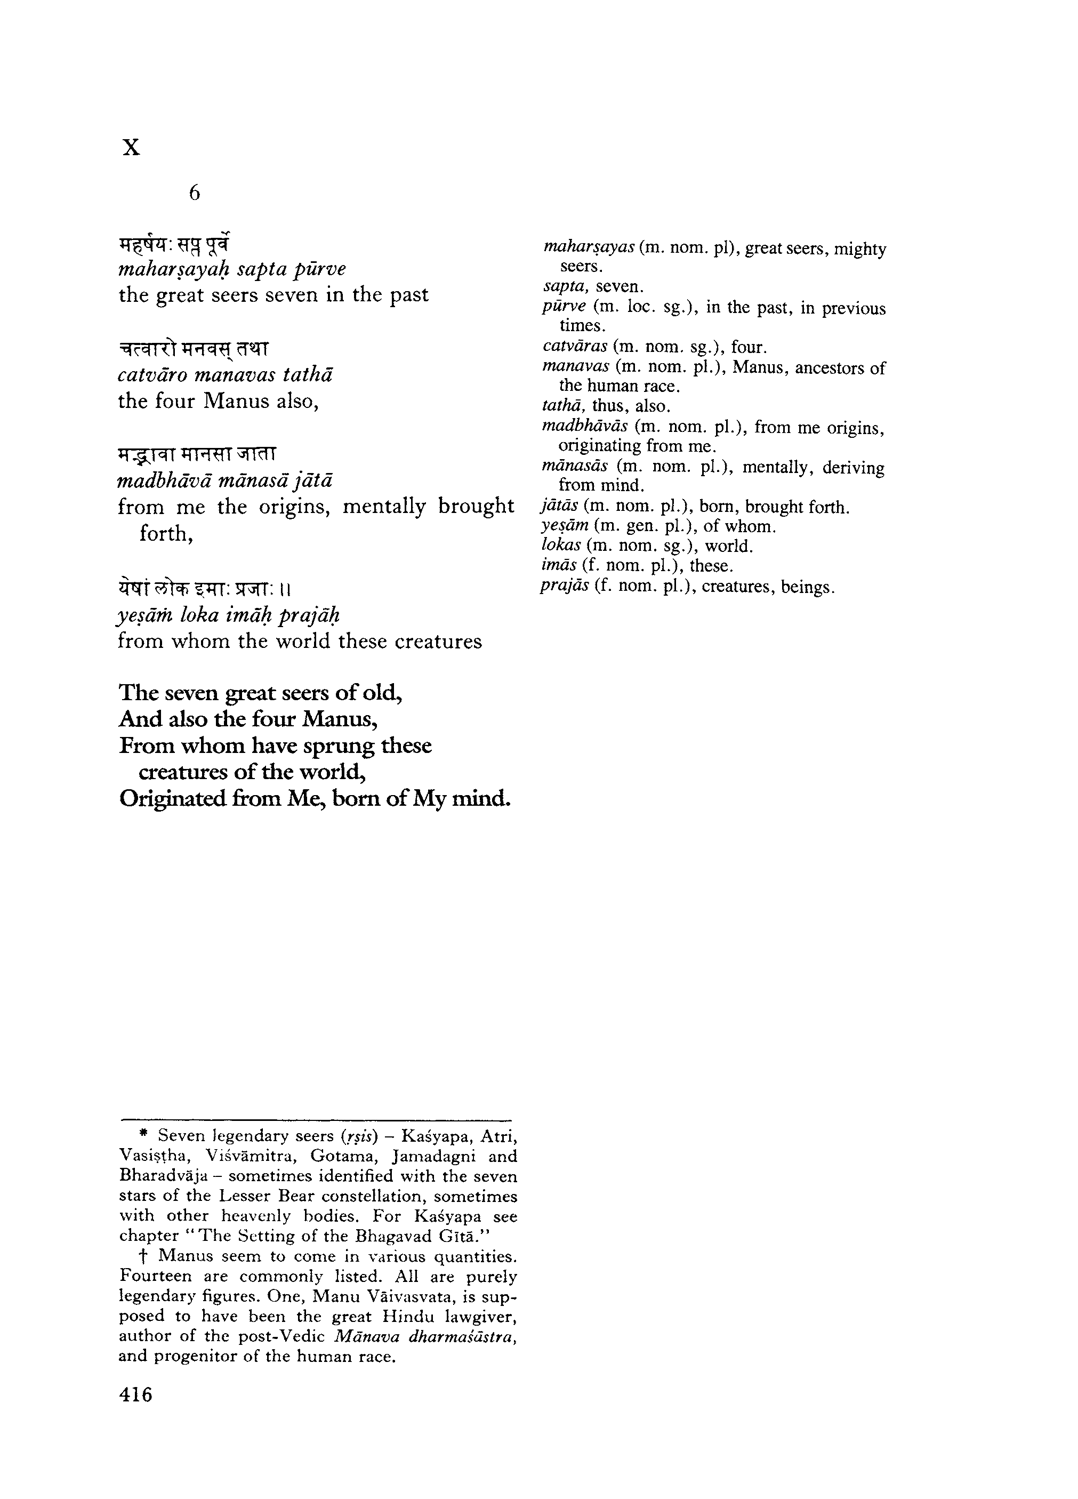 X
6
महर्षयः सप्त पूर्वे
maharṣayaḥ sapta pūrve
the great seers seven in the past
चत्वारो मनवस् तथा
catvāro manavas tathā
the four Manus also,
मद्भावा मानसा जाता
madbhāvā mānasā jātā
from me the origins, mentally brought
forth,
येषां लोक इमाः प्रजाः ॥
yeṣāṁ loka imāḥ prajāḥ
from whom the world these creatures
The seven great seers of old,
And also the four Manus,
From whom have sprung these
creatures of the world,
Originated from Me, born of My mind.
maharṣayas (m. nom. pl), great seers, mighty
seers.
sapta, seven.
pūrve (m. loc. sg.), in the past, in previous
times.
catvāras (m. nom. sg.), four.
manavas (m. nom. pl.), Manus, ancestors of
the human race.
tathā, thus, also.
madbhāvās (m. nom. pl.), from me origins,
originating from me.
mānasās (m. nom. pl.), mentally, deriving
from mind.
jātās (m. nom. pl.), born, brought forth.
yeṣām (m. gen. pl.), of whom.
lokas (m. nom. sg.), world.
imās (f. nom. pl.), these.
prajās (f. nom. pl.), creatures, beings.
* Seven legendary seers (ṛṣis) – Kaśyapa, Atri,
Vasiṣṭha, Viśvāmitra, Gotama, Jamadagni and
Bharadvāja – sometimes identified with the seven
stars of the Lesser Bear constellation, sometimes
with other heavenly bodies. For Kaśyapa see
chapter "The Setting of the Bhagavad Gītā."
† Manus seem to come in various quantities.
Fourteen are commonly listed. All are purely
legendary figures. One, Manu Vāivasvata, is sup-
posed to have been the great Hindu lawgiver,
author of the post-Vedic Mānava dharmaśāstra,
and progenitor of the human race.
416